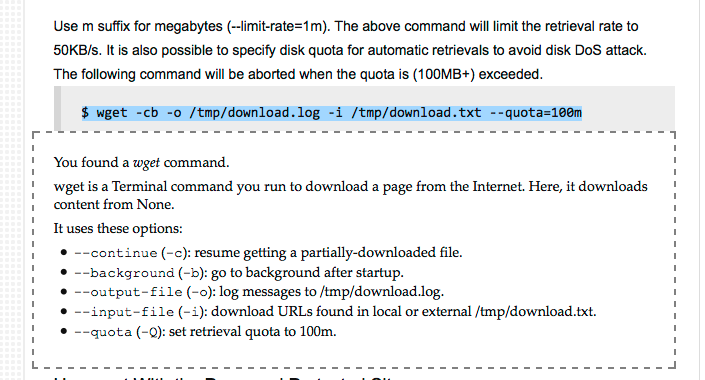 Use m suffix for megabytes (--limit-rate=1m). The above command will limit the retrieval rate to
50KB/s. It is also possible to specify disk quota for automatic retrievals to avoid disk DoS attack.
The following command will be aborted when the quota is (100MB+) exceeded.
$ wget -cb -o /tmp/download.log -i /tmp/download.txt --quota=100m
You found a wget command.
wget is a Terminal command you run to download a page from the Internet. Here, it downloads
content from None.
It uses these options:
• --continue (-c): resume getting a partially-downloaded file.
• --background (-b): go to background after startup.
• --output-file (-o): log messages to /tmp/download.log.
• --input-file (-i): download URLs found in local or external /tmp/download.txt.
• --quota (-Q): set retrieval quota to 100m.